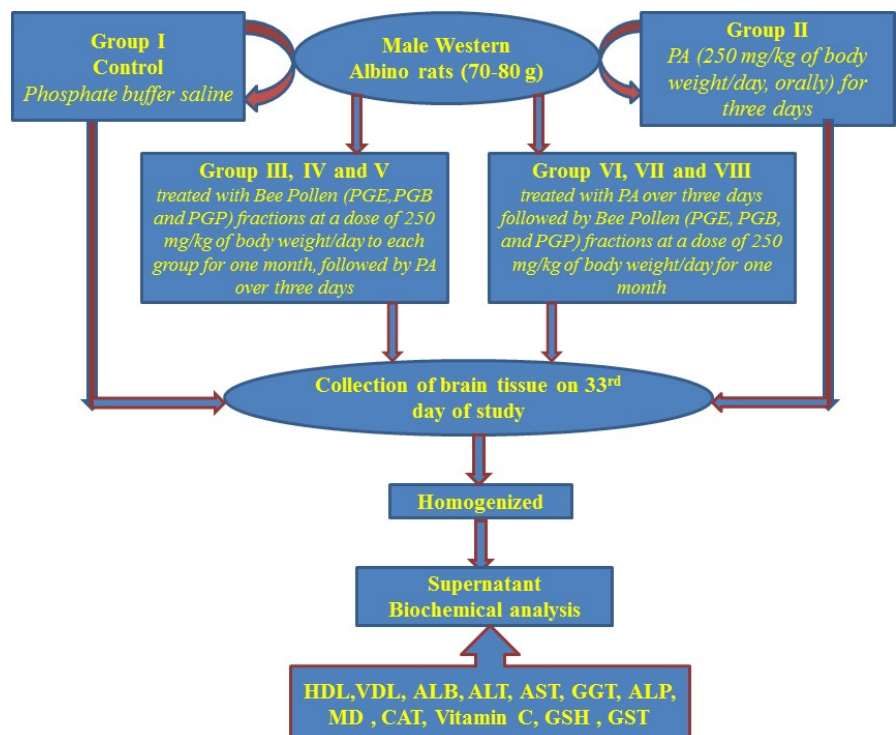 Group I
Control
Phosphate buffer saline
Male Western
Albino rats (70-80 g)
Group II
PA (250 mg/kg of body
weight/day, orally) for
three days
Group III, IV and V
treated with Bee Pollen (PGE,PGB
and PGP) fractions at a dose of 250
mg/kg of body weight/day to each
group for one month, followed by PA
over three days
Group VI, VII and VIII
treated with PA over three days
followed by Bee Pollen (PGE, PGB,
and PGP) fractions at a dose of 250
mg/kg of body weight/day for one
month
Collection of brain tissue on 33rd
day of study
Homogenized
Supernatant
Biochemical analysis
HDL,VDL, ALB, ALT, AST, GGT, ALP,
MD , CAT, Vitamin C, GSH , GST